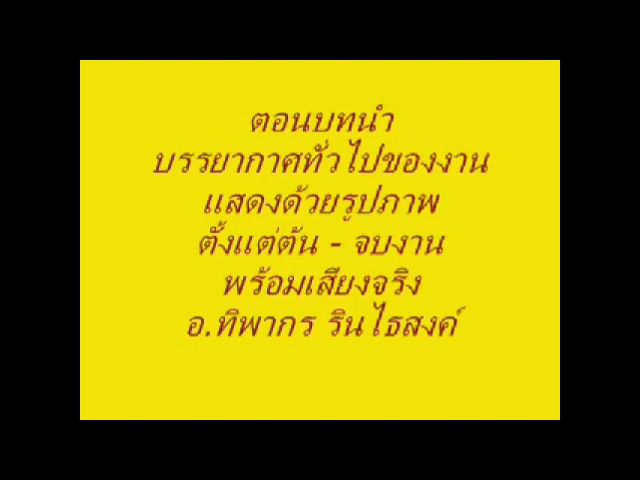 ตอนบทนำ
บรรยากาศทั่วไปของงาน
แสดงด้วยรูปภาพ
ตั้งแต่ต้น - จบงาน
พร้อมเสียงจริง
อ.ทิพากร รินไธสงค์